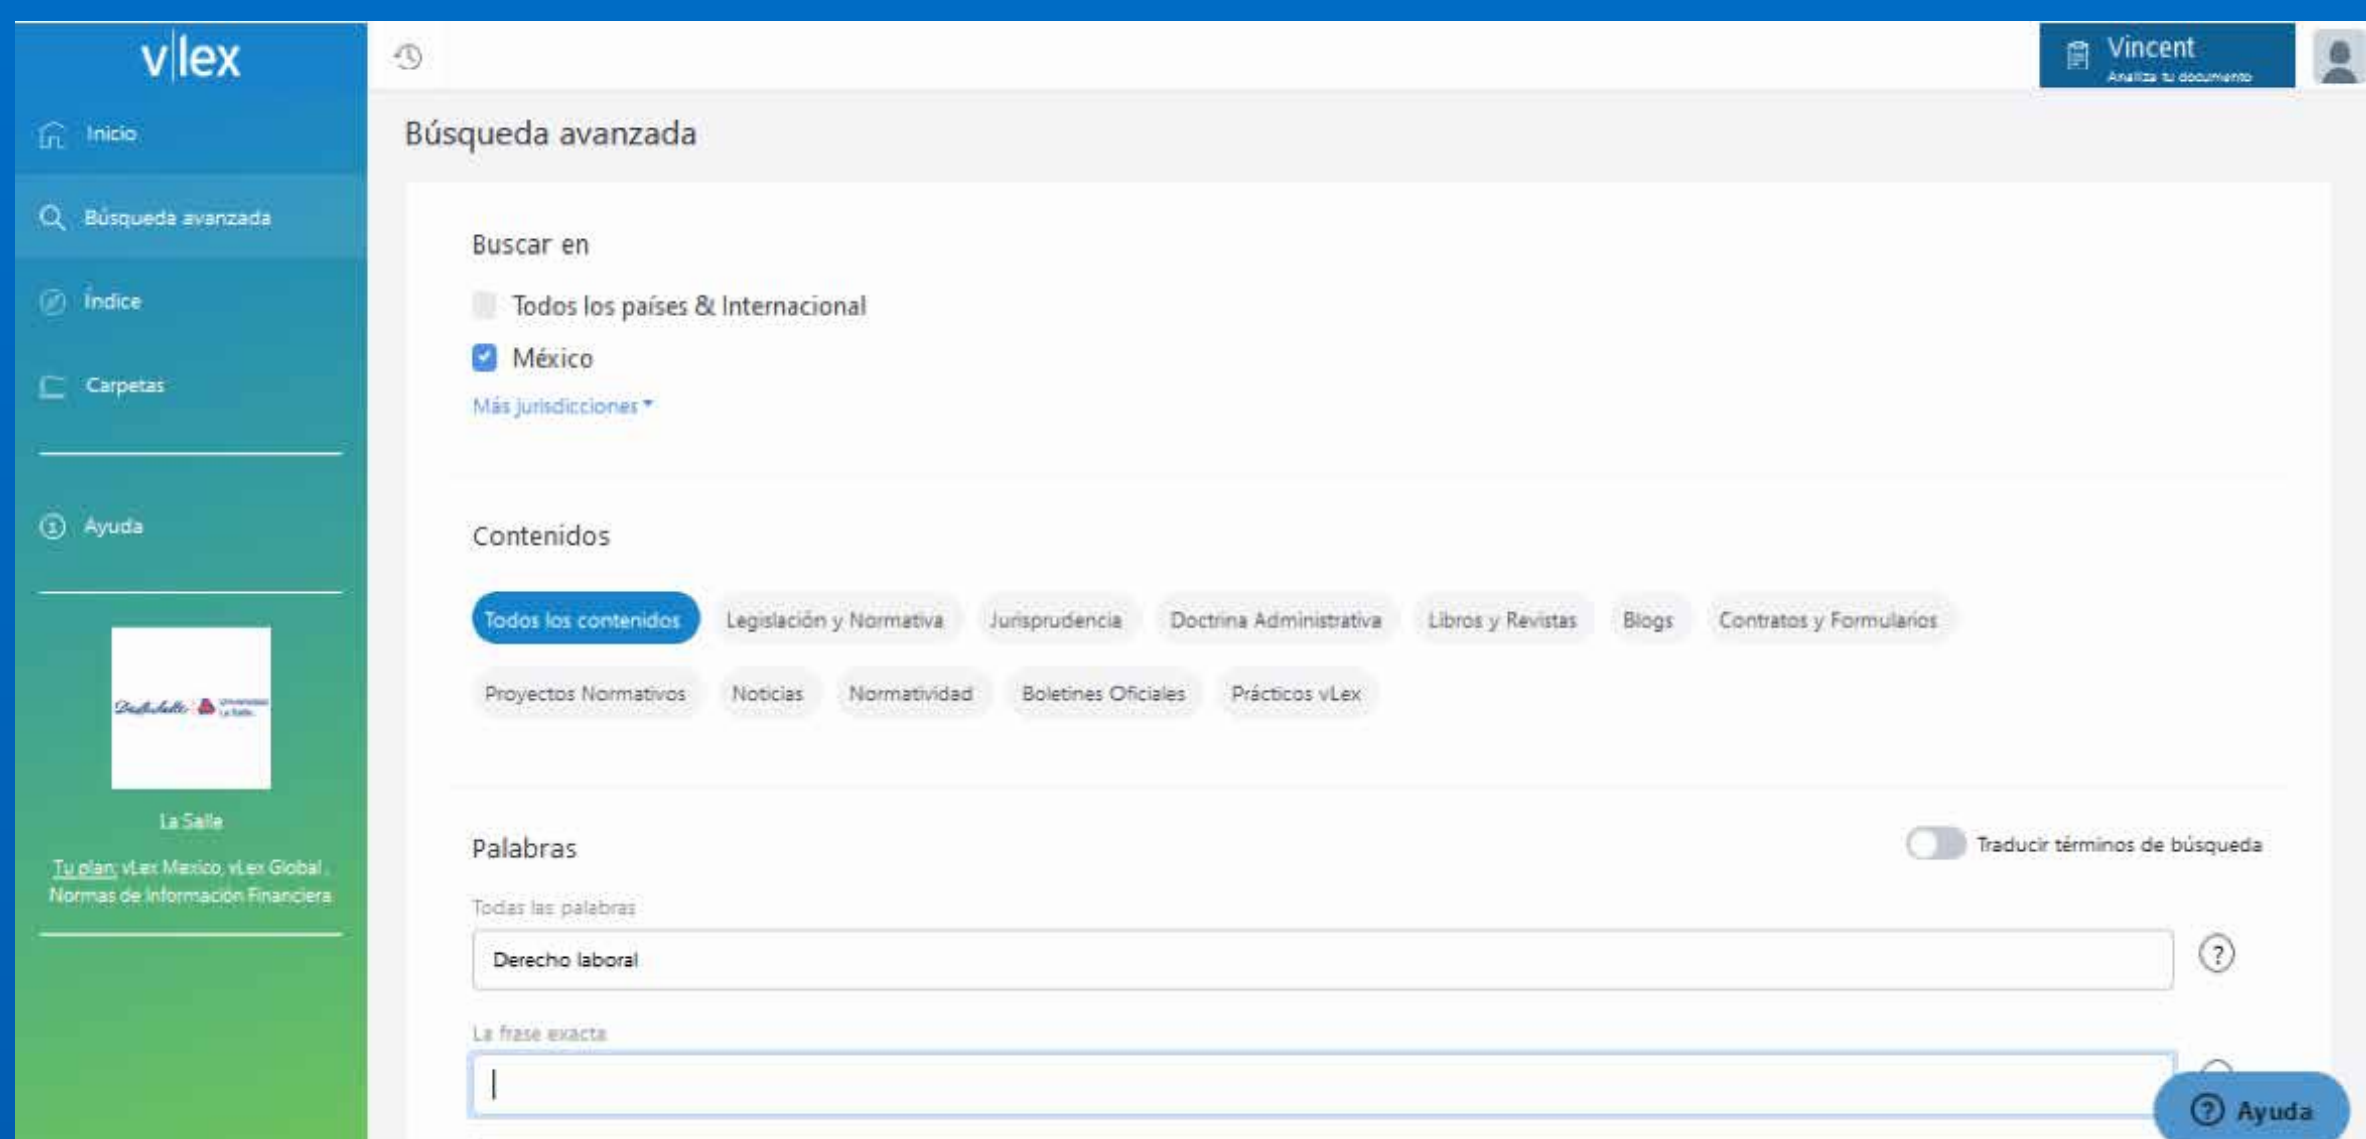 v|lex
Vincent
Analiza tu documento
Inicio
Búsqueda avanzada
Índice
Carpetas
Ayuda
La Salle
Tu plan: vLex Mexico, vLex Global,
Normas de Información Financiera
Búsqueda avanzada
Buscar en
Todos los países & Internacional
México
Más jurisdicciones
Contenidos
Todos los contenidos Legislación y Normativa Jurisprudencia Doctrina Administrativa Libros y Revistas Blogs Contratos y Formularios
Proyectos Normativos Noticias Normatividad Boletines Oficiales Prácticos vLex
Palabras
Traducir términos de búsqueda
Todas las palabras
Derecho laboral
?
La frase exacta
? Ayuda